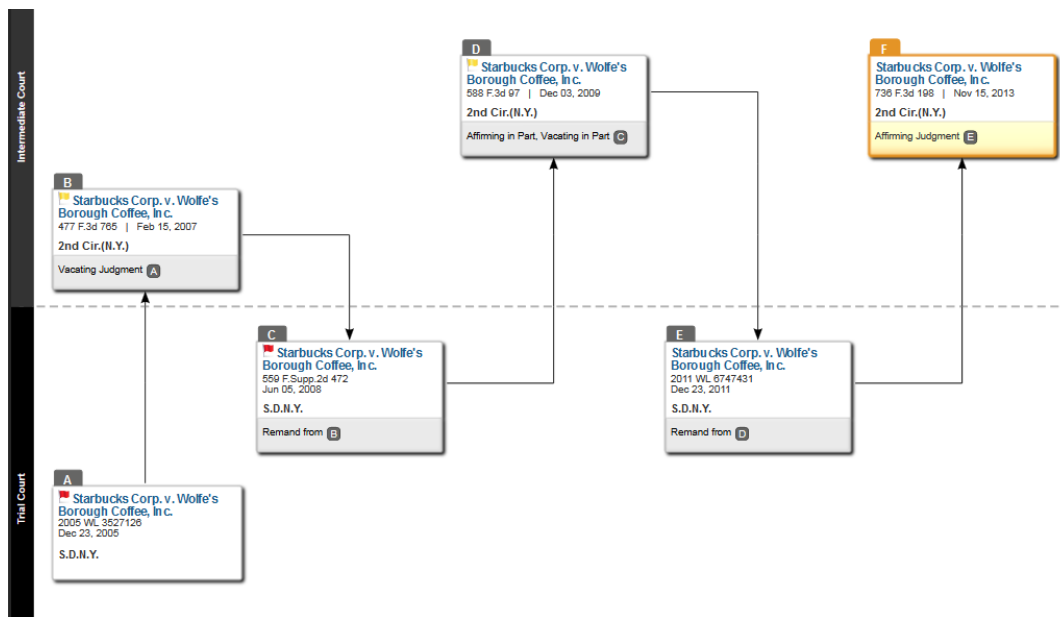 Intermediate Court
Trial Court
A
Starbucks Corp. v. Wolfe's
Borough Coffee, Inc.
2005 WL 3527126
Dec 23, 2005
S.D.N.Y.
B
Starbucks Corp. v. Wolfe's
Borough Coffee, Inc.
477 F.3d 765 | Feb 15, 2007
2nd Cir.(N.Y.)
Vacating Judgment A
C
Starbucks Corp. v. Wolfe's
Borough Coffee, Inc.
559 F.Supp.2d 472
Jun 05, 2008
S.D.N.Y.
Remand from B
D
Starbucks Corp. v. Wolfe's
Borough Coffee, Inc.
588 F.3d 97 | Dec 03, 2009
2nd Cir.(N.Y.)
Affirming in Part, Vacating in Part C
E
Starbucks Corp. v. Wolfe's
Borough Coffee, Inc.
2011 WL 6747431
Dec 23, 2011
S.D.N.Y.
Remand from D
F
Starbucks Corp. v. Wolfe's
Borough Coffee, Inc.
736 F.3d 198 | Nov 15, 2013
2nd Cir.(N.Y.)
Affirming Judgment E